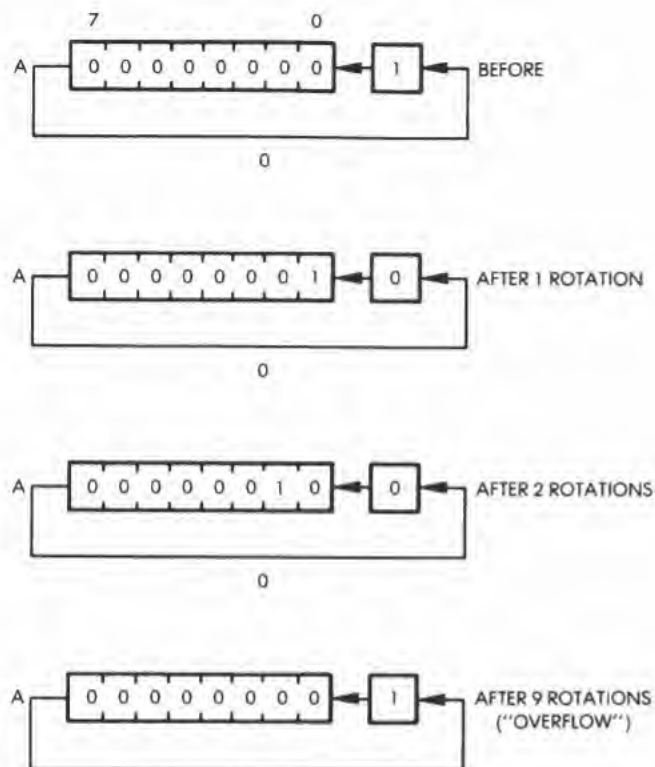 7 0
A 0 0 0 0 0 0 0 0 1 BEFORE
0
A 0 0 0 0 0 0 0 1 0 AFTER 1 ROTATION
0
A 0 0 0 0 0 0 1 0 0 AFTER 2 ROTATIONS
0
A 0 0 0 0 0 0 0 0 1 AFTER 9 ROTATIONS
("OVERFLOW")